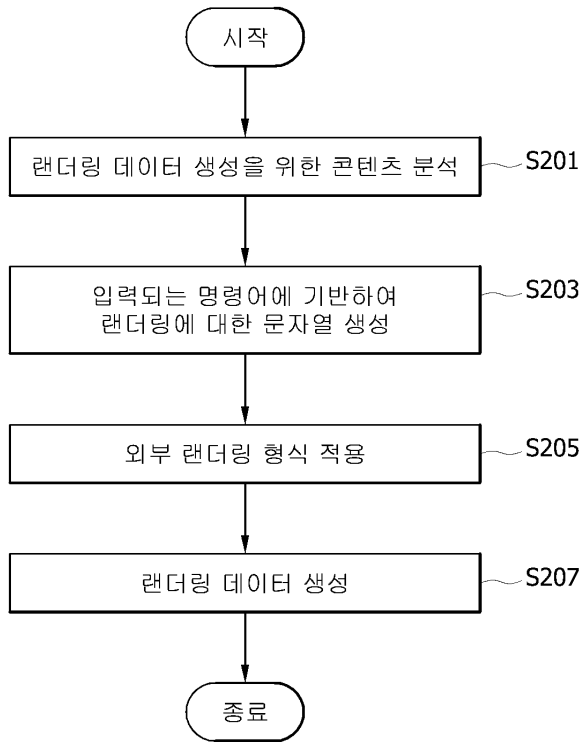 시작
랜더링 데이터 생성을 위한 콘텐츠 분석
S201
입력되는 명령어에 기반하여
랜더링에 대한 문자열 생성
S203
외부 랜더링 형식 적용
S205
랜더링 데이터 생성
S207
종료